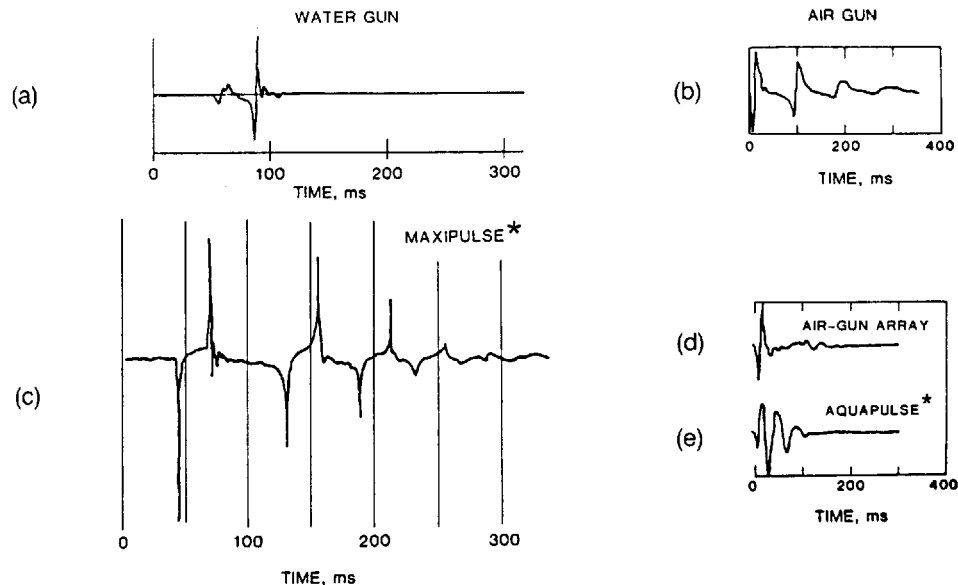 WATER GUN
(a)
0 100 200 300
TIME, ms
AIR GUN
(b)
0 200 400
TIME, ms
MAXIPULSE*
(c)
0 100 200 300
TIME, ms
AIR-GUN ARRAY
(d)
AQUAPULSE*
(e)
0 200 400
TIME, ms